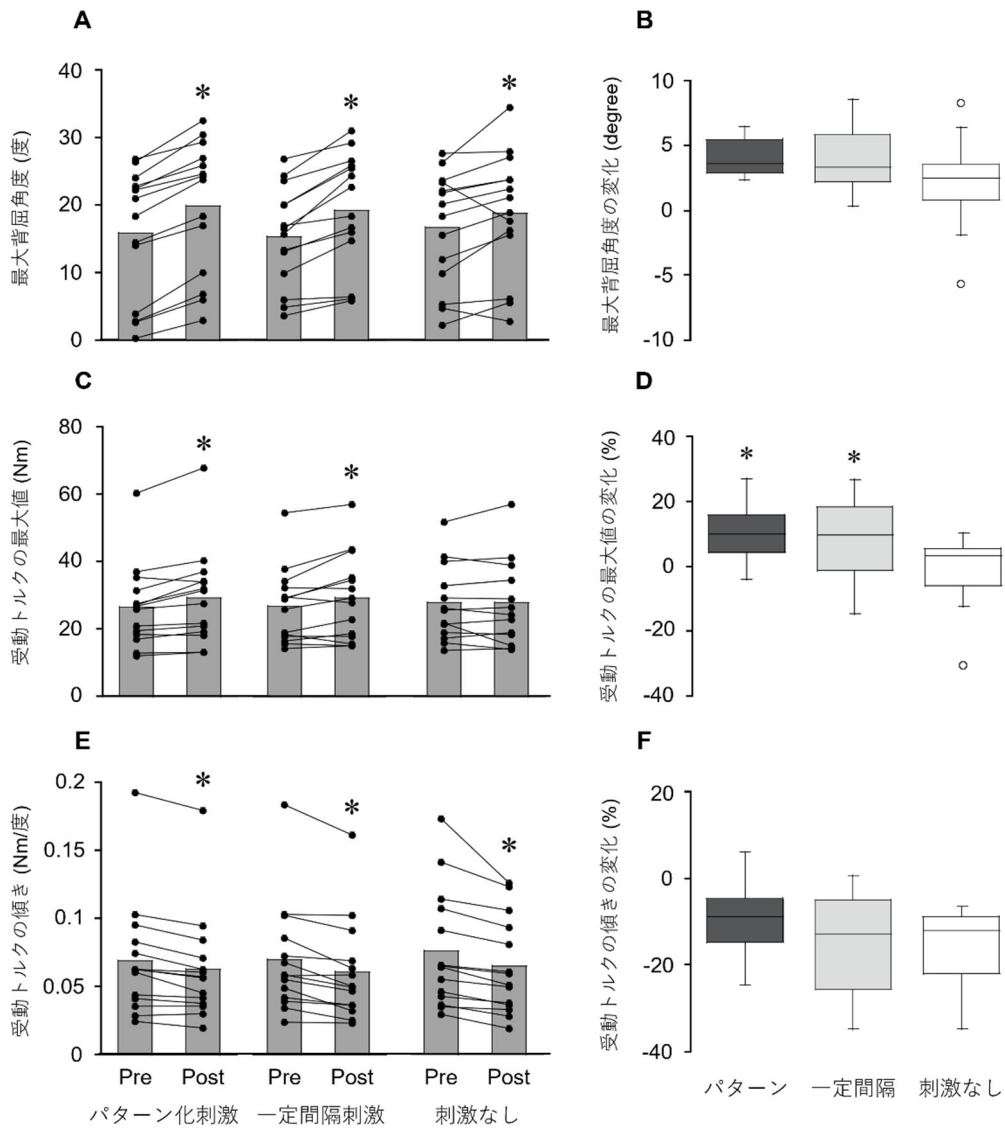 A
最大背屈角度 (度)
40
30
20
10
0
*
*
*
B
最大背屈角度の変化 (degree)
10
5
0
-5
-10
C
受動トルクの最大値 (Nm)
80
60
40
20
0
*
*
D
受動トルクの最大値の変化 (%)
40
20
0
-20
-40
*
*
E
受動トルクの傾き (Nm/度)
0.2
0.15
0.1
0.05
0
*
*
*
Pre Post Pre Post Pre Post
パターン化刺激 一定間隔刺激 刺激なし
F
受動トルクの傾きの変化 (%)
20
0
-20
-40
パターン 一定間隔 刺激なし